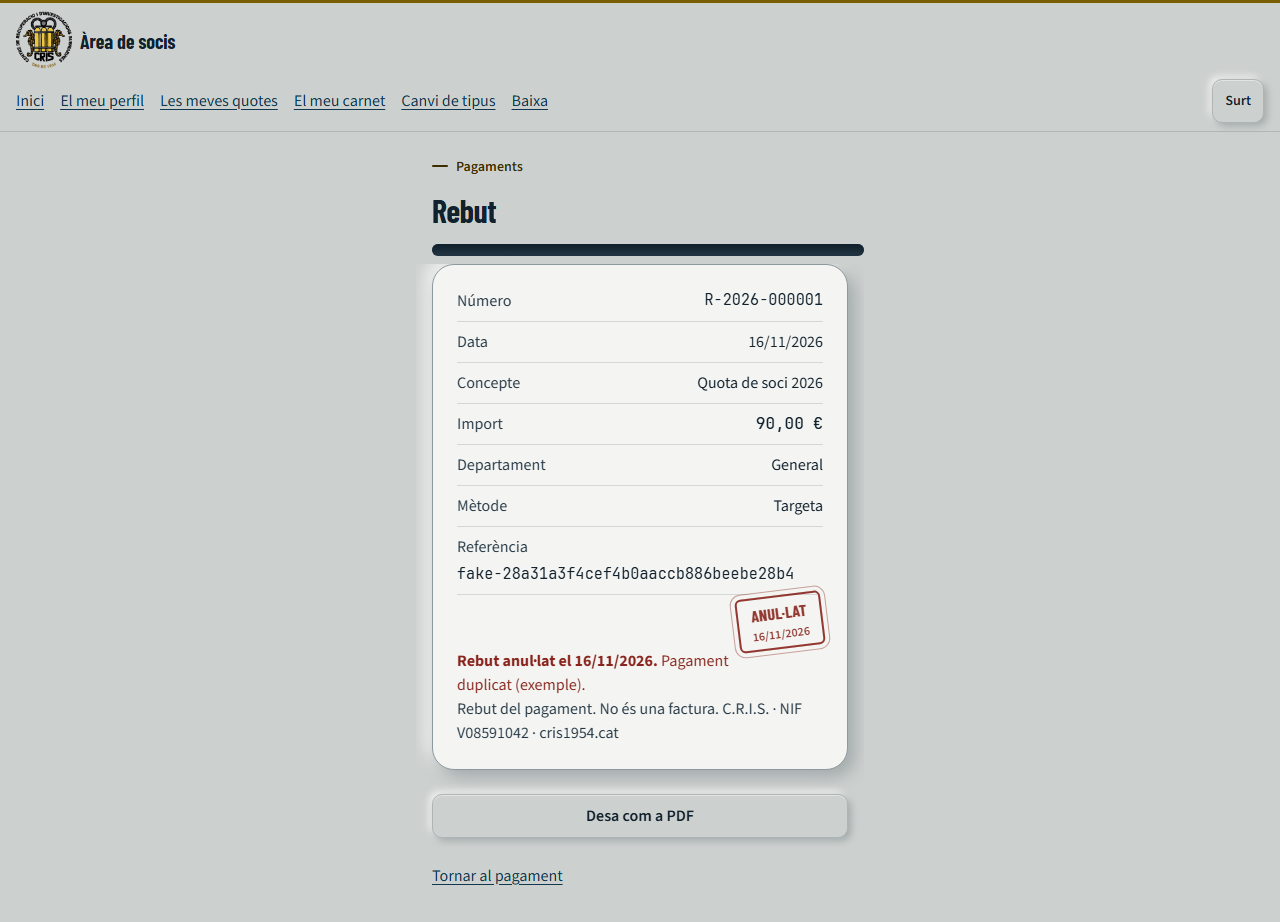 CRIS
Àrea de socis
Inici El meu perfil Les meves quotes El meu carnet Canvi de tipus Baixa Surt
Pagaments
Rebut
Número R-2026-000001
Data 16/11/2026
Concepte Quota de soci 2026
Import 90,00 €
Departament General
Mètode Targeta
Referència
fake-28a31a3f4cef4b0aaccb886beebe28b4
ANUL·LAT
16/11/2026
Rebut anul·lat el 16/11/2026. Pagament
duplicat (exemple).
Rebut del pagament. No és una factura. C.R.I.S. · NIF
V08591042 · cris1954.cat
Desa com a PDF
Tornar al pagament